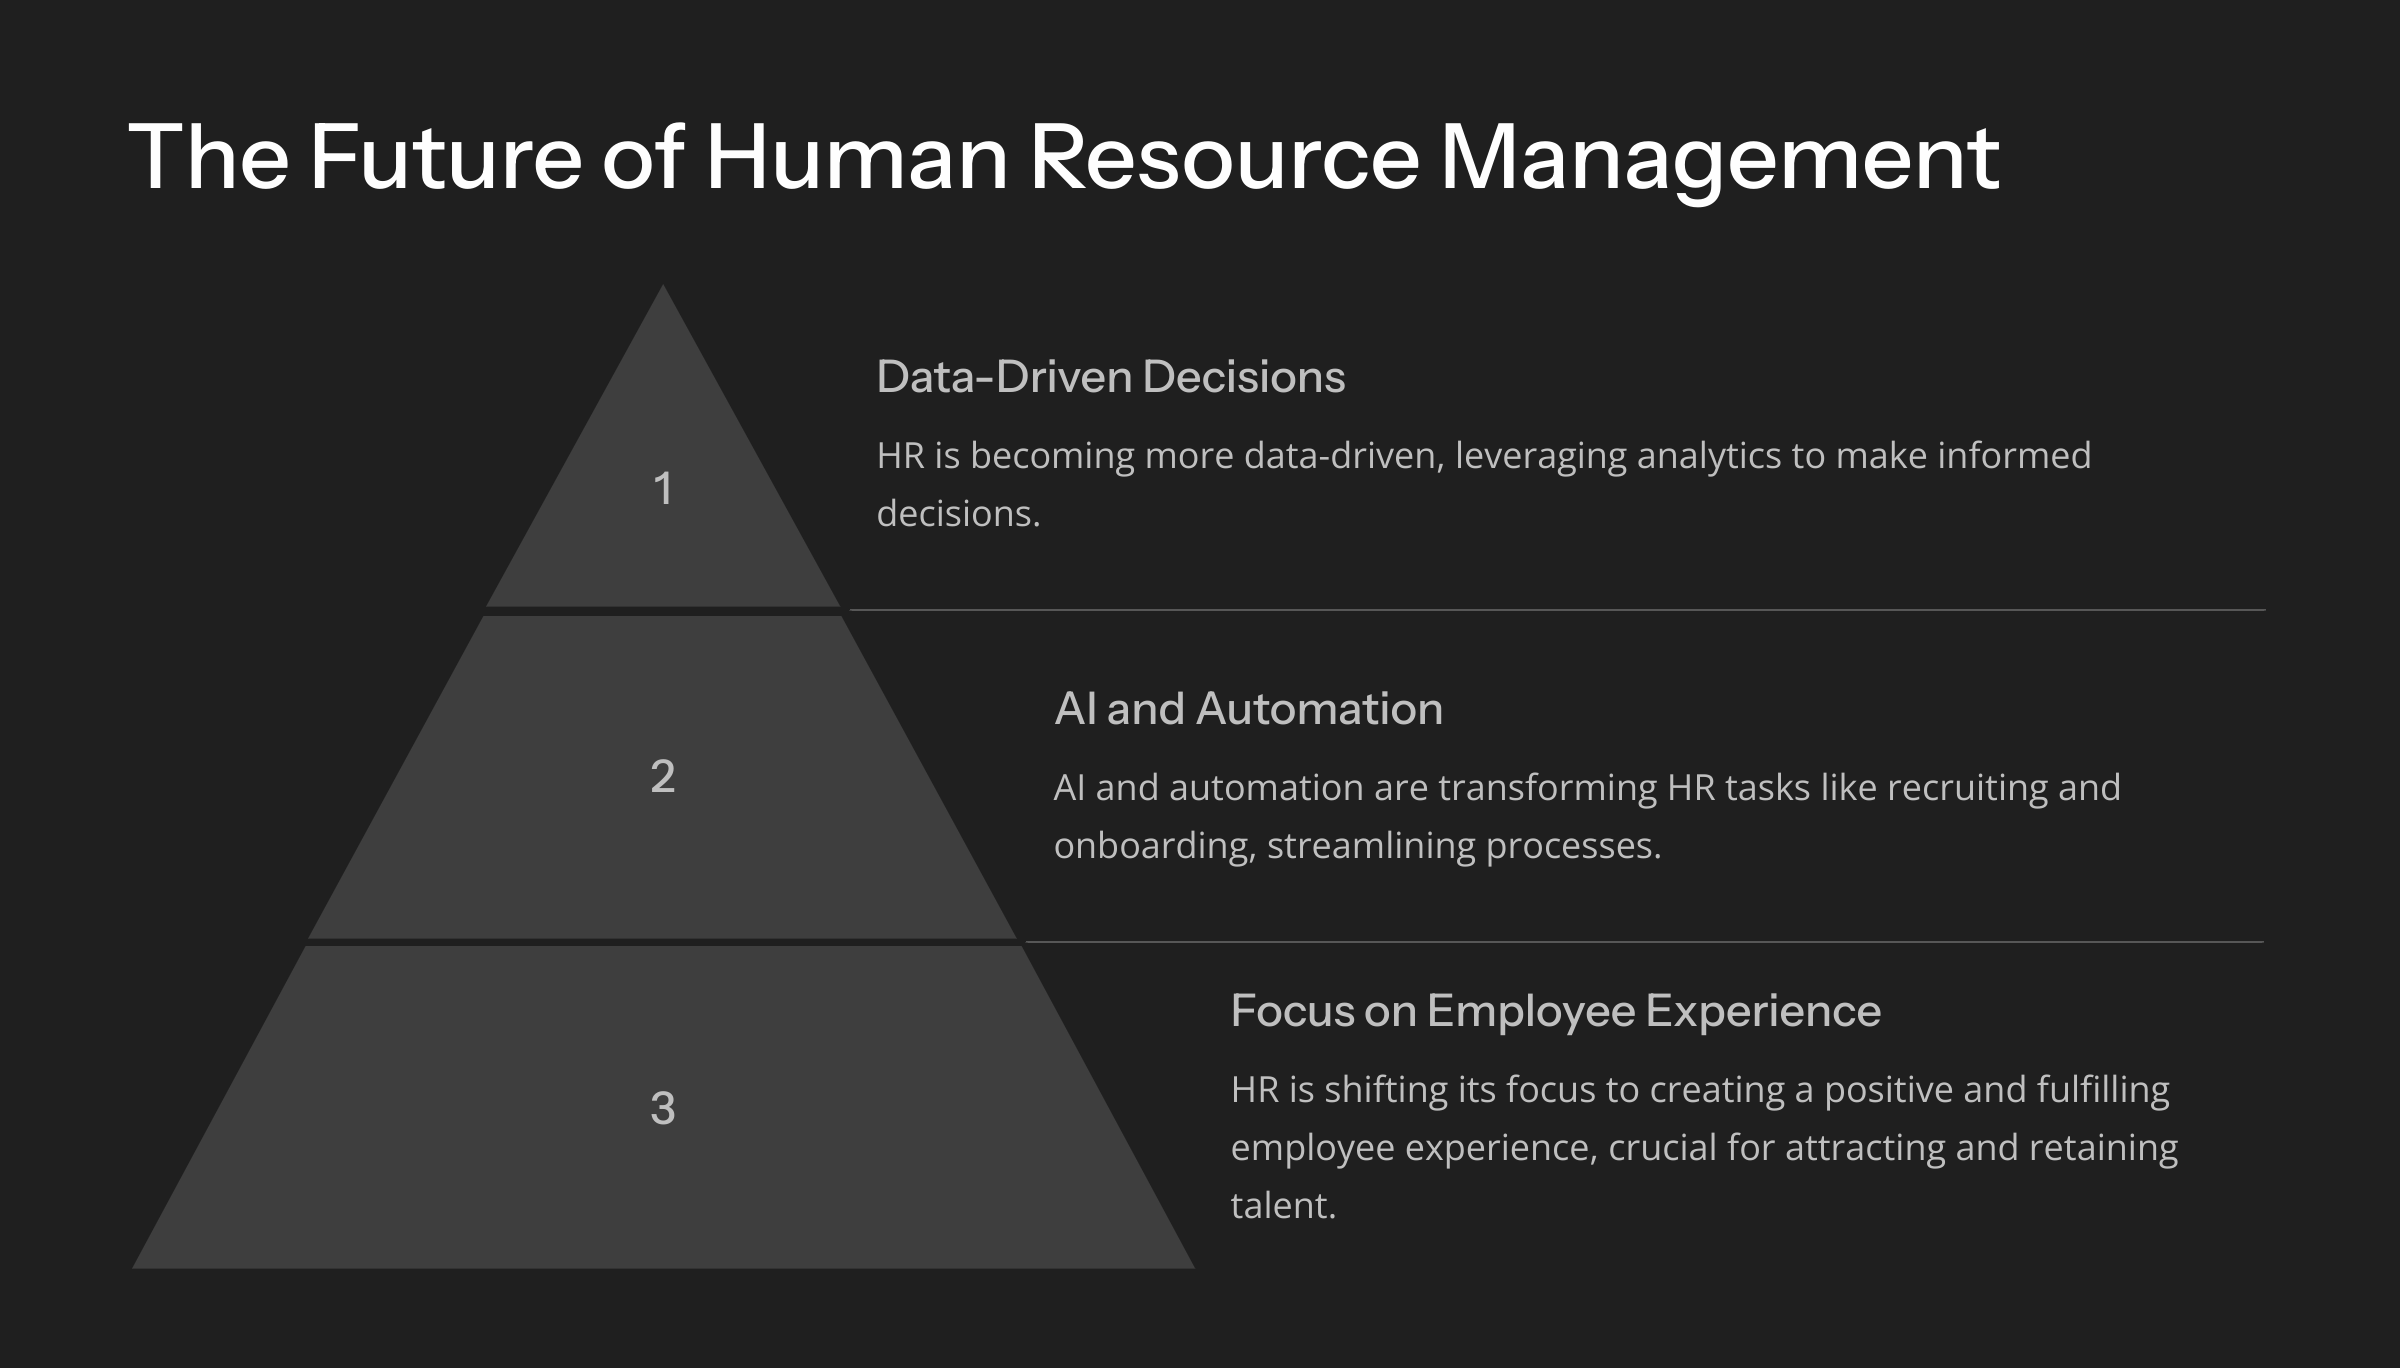 The Future of Human Resource Management
1
Data-Driven Decisions
HR is becoming more data-driven, leveraging analytics to make informed
decisions.
2
AI and Automation
AI and automation are transforming HR tasks like recruiting and
onboarding, streamlining processes.
3
Focus on Employee Experience
HR is shifting its focus to creating a positive and fulfilling
employee experience, crucial for attracting and retaining
talent.